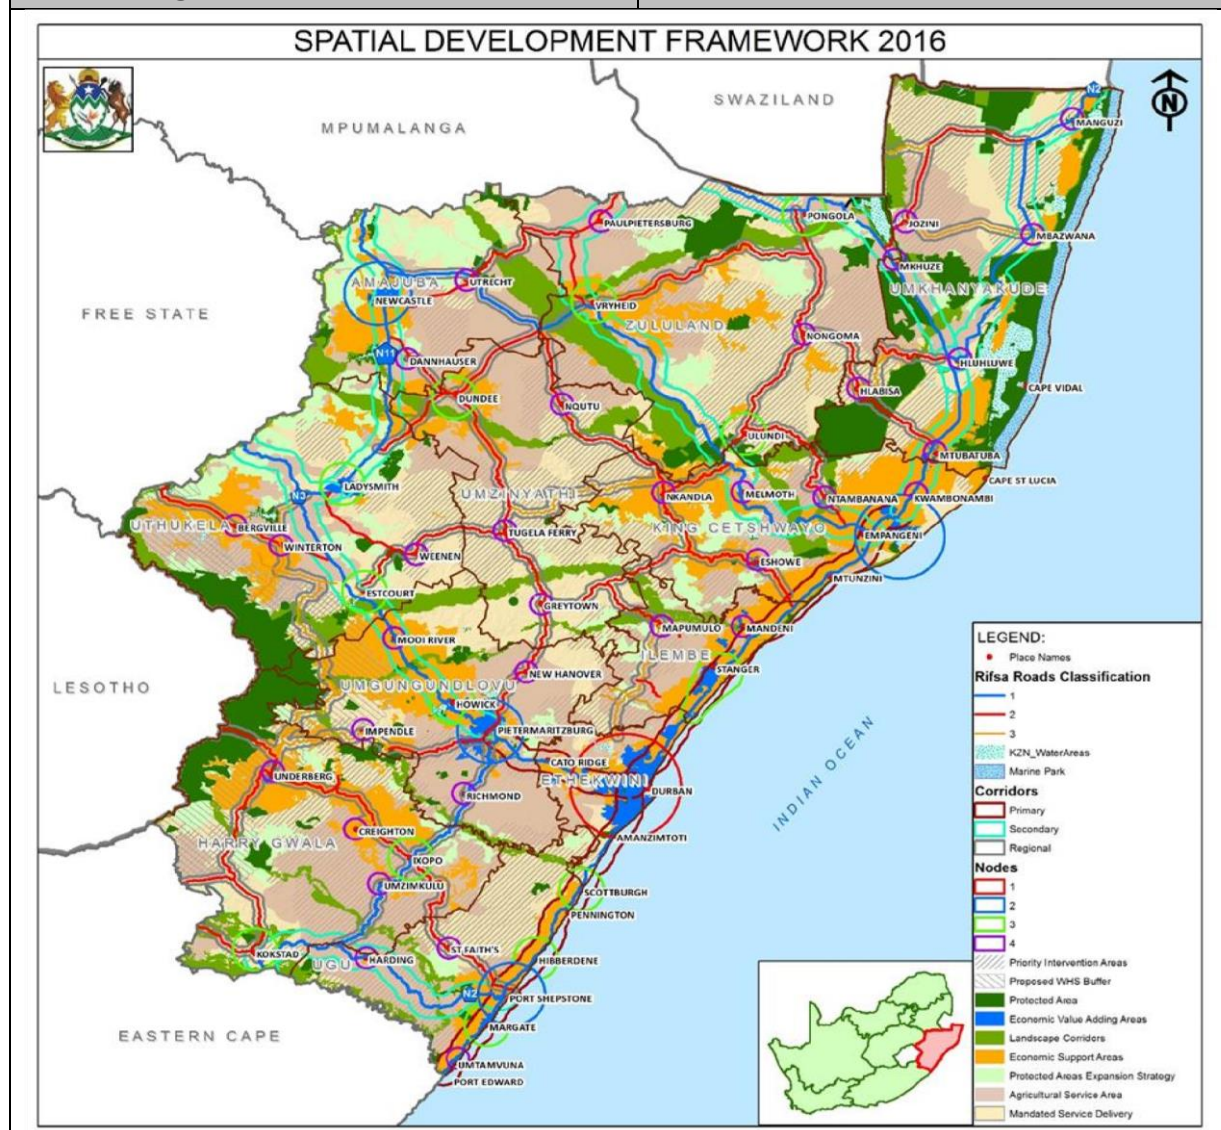 SPATIAL DEVELOPMENT FRAMEWORK 2016
SWAZILAND
MPUMALANGA
N2
MANGUZI
PAULPIETERSBURG
PONGOLA
JOZINI
MBAZWANA
MKHUZE
AMAJUBA
UTRECHT
UMKHANYAKUDE
NEWCASTLE
VRYHEID
FREE STATE
ZULULAND
NONGOMA
N11
DANNHAUSER
HLUHLUWE
HLABISA
CAPE VIDAL
DUNDEE
NQUTU
ULUNDI
MTUBATUBA
CAPE ST LUCIA
LADYSMITH
N3
UMZINYATHI
NKANDLA
MELMOTH
NTAMBANANA
KWAMBONAMBI
UTHUKELA
BERGVILLE
KING CETSHWAYO
TUGELA FERRY
EMPANGENI
WINTERTON
WEENEN
ESHOWE
MTUNZINI
ESTCOURT
GREYTOWN
MAPUMULO
MANDENI
MOOI RIVER
ILEMBE
NEW HANOVER
STANGER
LESOTHO
UMGUNGUNDLOVU
HOWICK
IMPENDLE
PIETERMARITZBURG
CATO RIDGE
UNDERBERG
ETHEKWINI
DURBAN
RICHMOND
INDIAN OCEAN
CREIGHTON
AMANZIMTOTI
HARRY GWALA
IXOPO
UMZIMKULU
SCOTTBURGH
PENNINGTON
KOKSTAD
ST FAITH'S
HARDING
UGU
HIBBERDENE
N2
PORT SHEPSTONE
MARGATE
EASTERN CAPE
UMTAMVUNA
PORT EDWARD
LEGEND:
Place Names
Rifsa Roads Classification
1
2
3
KZN_WaterAreas
Marine Park
Corridors
Primary
Secondary
Regional
Nodes
1
2
3
4
Priority Intervention Areas
Proposed WHS Buffer
Protected Area
Economic Value Adding Areas
Landscape Corridors
Economic Support Areas
Protected Areas Expansion Strategy
Agricultural Service Area
Mandated Service Delivery
N